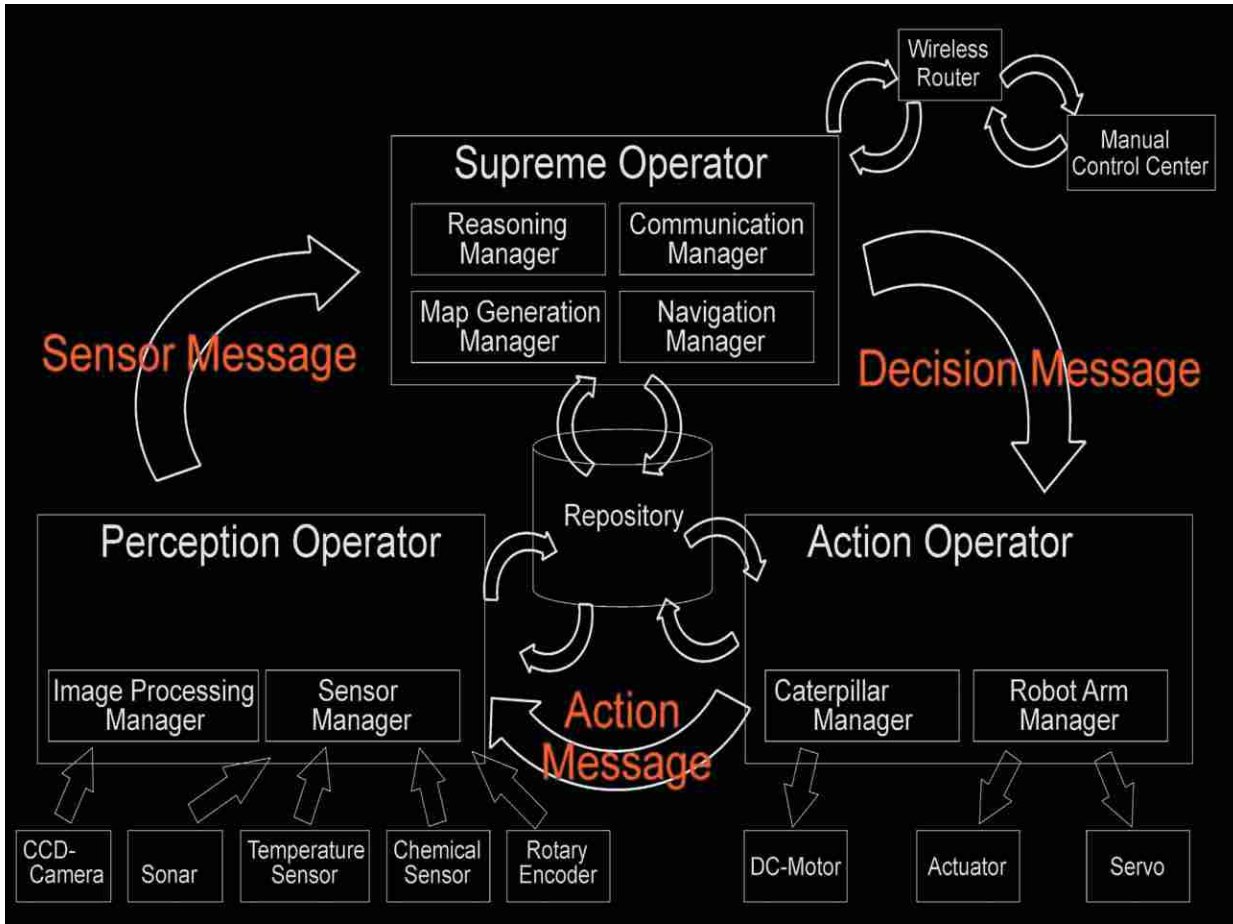 Wireless
Router
Manual
Control Center
Supreme Operator
Reasoning
Manager
Communication
Manager
Map Generation
Manager
Navigation
Manager
Sensor Message
Decision Message
Repository
Perception Operator
Action Operator
Image Processing
Manager
Sensor
Manager
Action
Message
Caterpillar
Manager
Robot Arm
Manager
CCD-
Camera
Sonar
Temperature
Sensor
Chemical
Sensor
Rotary
Encoder
DC-Motor
Actuator
Servo